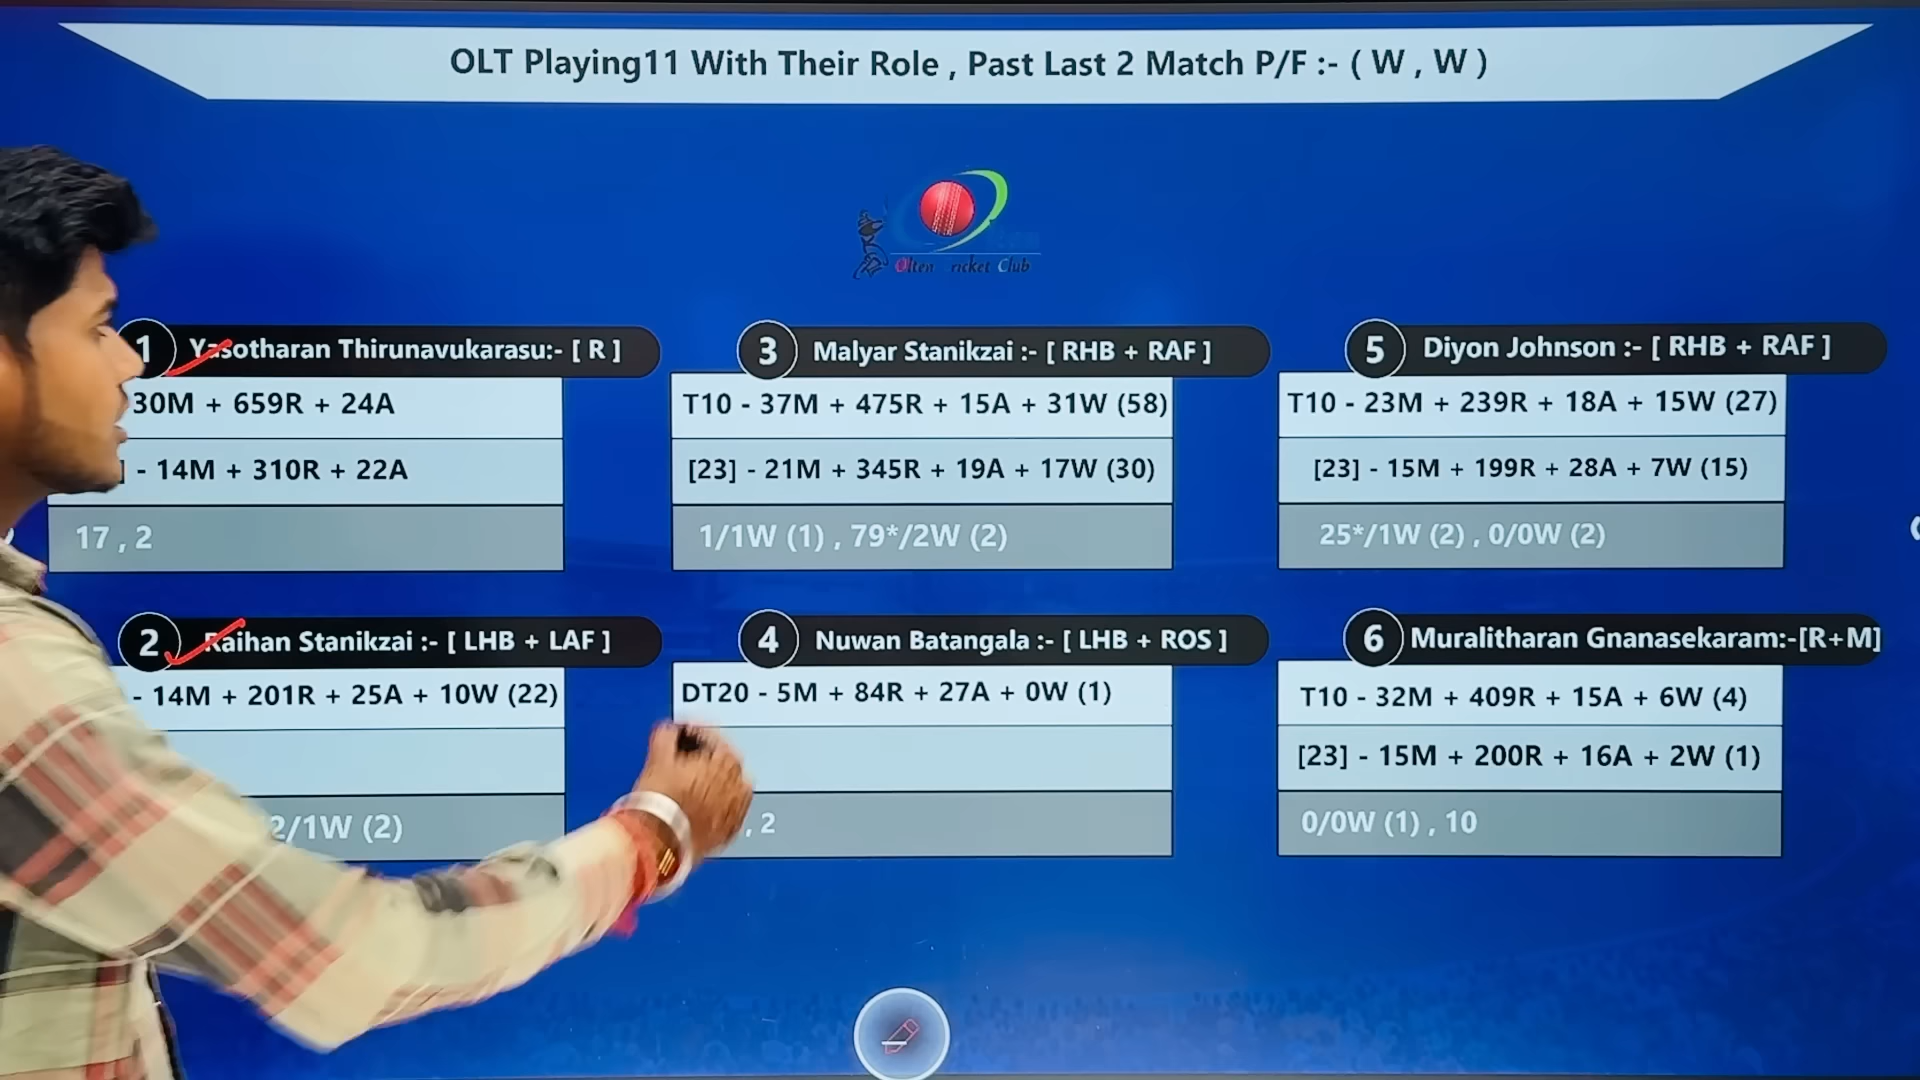 OLT Playing11 With Their Role , Past Last 2 Match P/F :- ( W , W )
Olten ricket Club
1 Yasotharan Thirunavukarasu:- [ R ]
30M + 659R + 24A
] - 14M + 310R + 22A
17 , 2
2 Raihan Stanikzai :- [ LHB + LAF ]
- 14M + 201R + 25A + 10W (22)
2/1W (2)
3 Malyar Stanikzai :- [ RHB + RAF ]
T10 - 37M + 475R + 15A + 31W (58)
[23] - 21M + 345R + 19A + 17W (30)
1/1W (1) , 79*/2W (2)
4 Nuwan Batangala :- [ LHB + ROS ]
DT20 - 5M + 84R + 27A + 0W (1)
, 2
5 Diyon Johnson :- [ RHB + RAF ]
T10 - 23M + 239R + 18A + 15W (27)
[23] - 15M + 199R + 28A + 7W (15)
25*/1W (2) , 0/0W (2)
6 Muralitharan Gnanasekaram:-[R+M]
T10 - 32M + 409R + 15A + 6W (4)
[23] - 15M + 200R + 16A + 2W (1)
0/0W (1) , 10